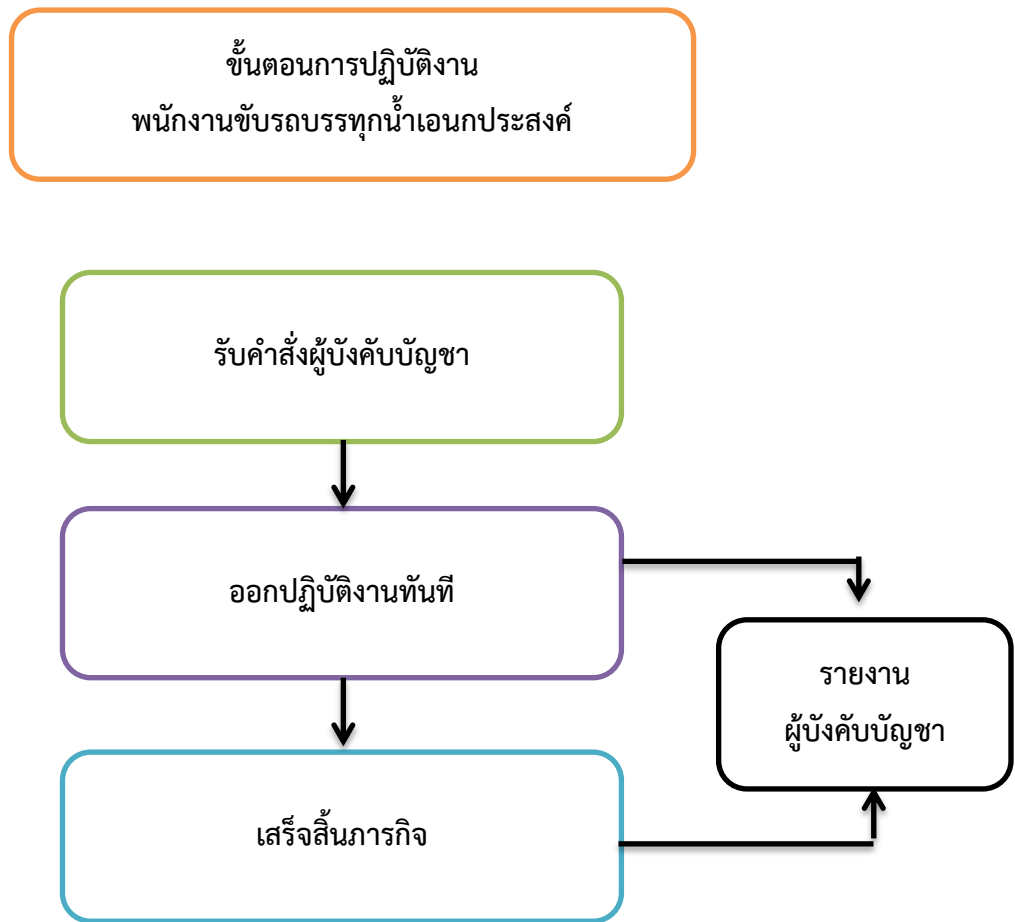 ขั้นตอนการปฏิบัติงาน
พนักงานขับรถบรรทุกน้ำเอนกประสงค์
รับคำสั่งผู้บังคับบัญชา
ออกปฏิบัติงานทันที
รายงาน
ผู้บังคับบัญชา
เสร็จสิ้นภารกิจ